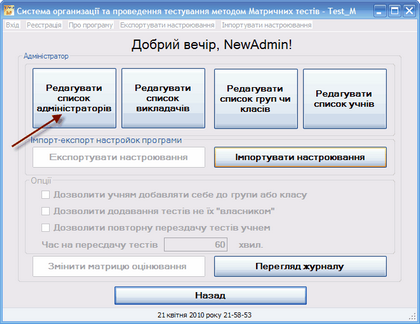 Система организації та проведення тестування методом Матричних тестів - Test_M
Вхід Реєстрація Про програму Експортувати настроювання Імпортувати настроювання
Добрий вечір, NewAdmin!
Адміністратор
Редагувати список адміністраторів
Редагувати список викладачів
Редагувати список груп чи класів
Редагувати список учнів
Імпорт-експорт настройок програми
Експортувати настроювання
Імпортувати настроювання
Опції
Дозволити учням добавляти себе до групи або класу
Дозволити додавання тестів не їх "власником"
Дозволити повторну перездачу тестів учнем
Час на пересдачу тестів 60 хвил.
Змінити матрицю оцінювання
Перегляд журналу
Назад
21 квітня 2010 року 21-58-53